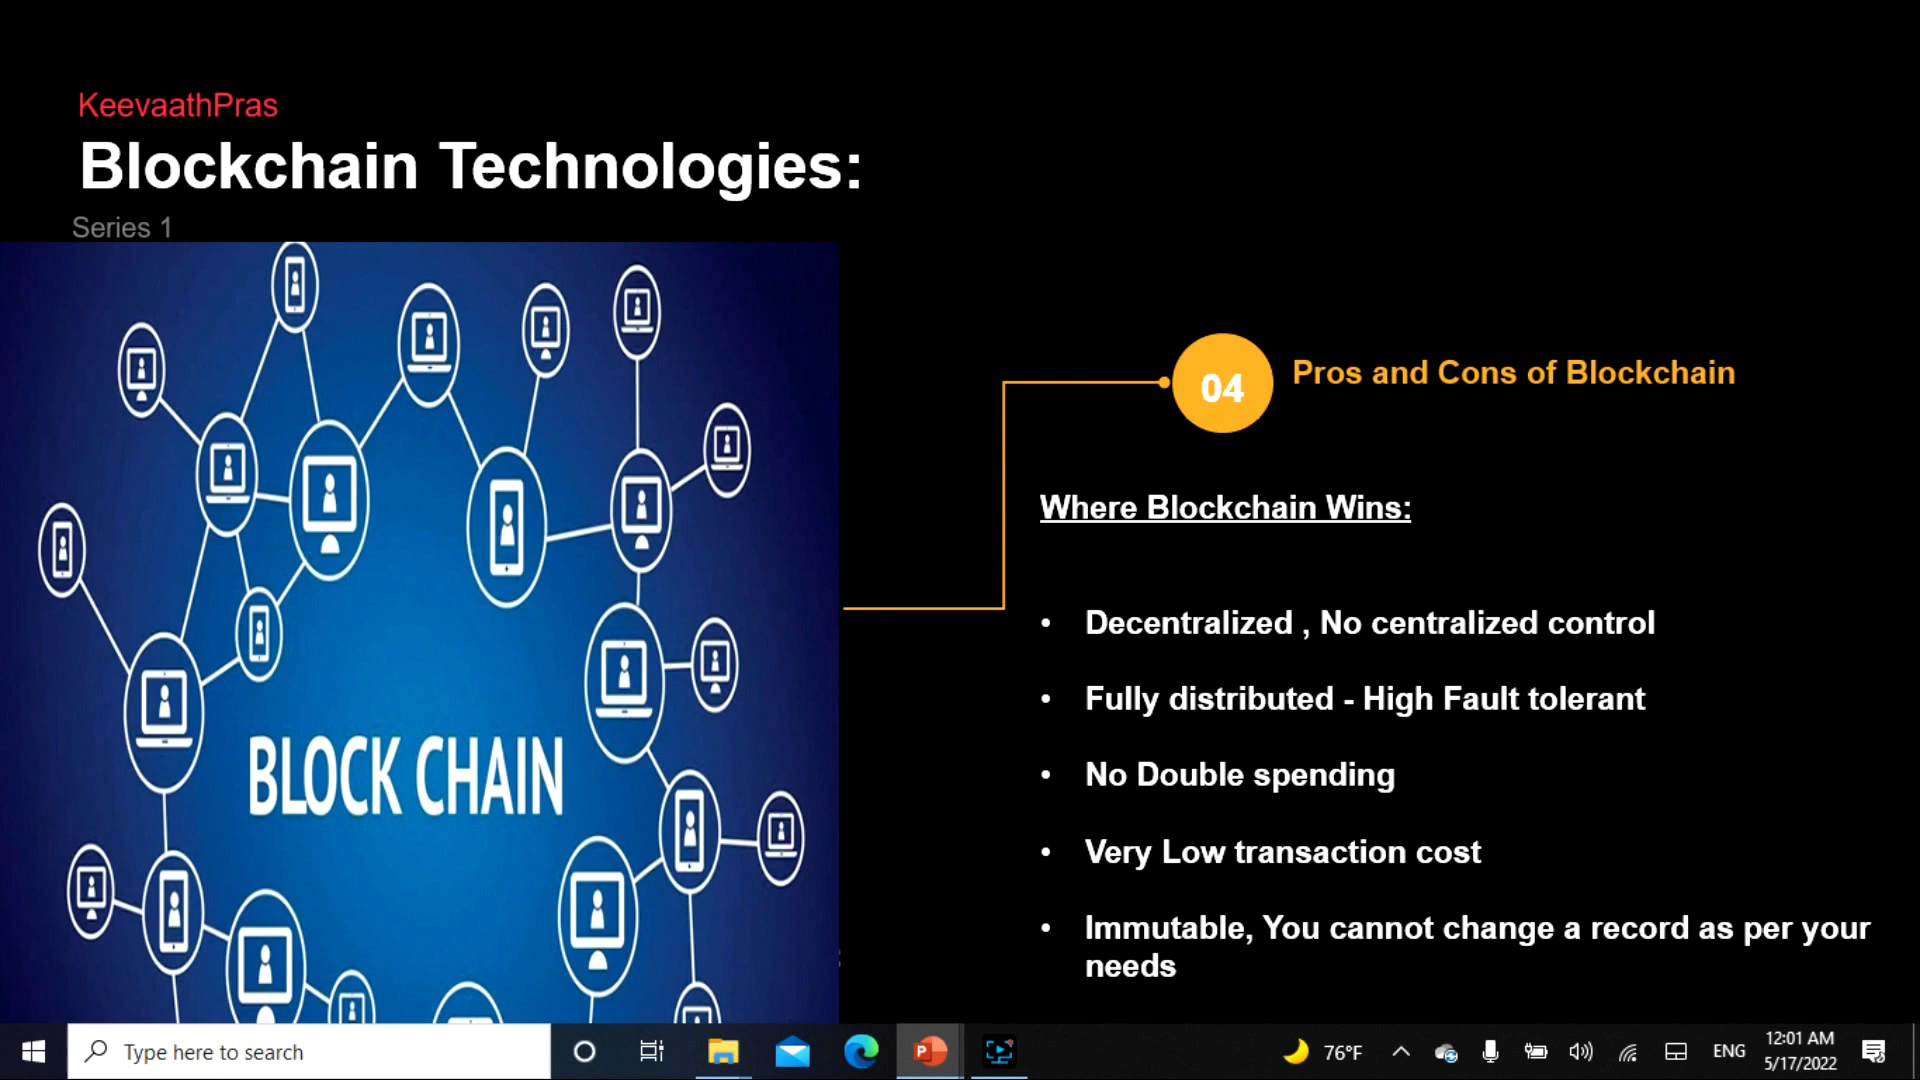 KeevaathPras
Blockchain Technologies:
Series 1
BLOCK CHAIN
04
Pros and Cons of Blockchain
Where Blockchain Wins:
• Decentralized , No centralized control
• Fully distributed - High Fault tolerant
• No Double spending
• Very Low transaction cost
• Immutable, You cannot change a record as per your
needs
Type here to search
76°F
ENG
12:01 AM
5/17/2022